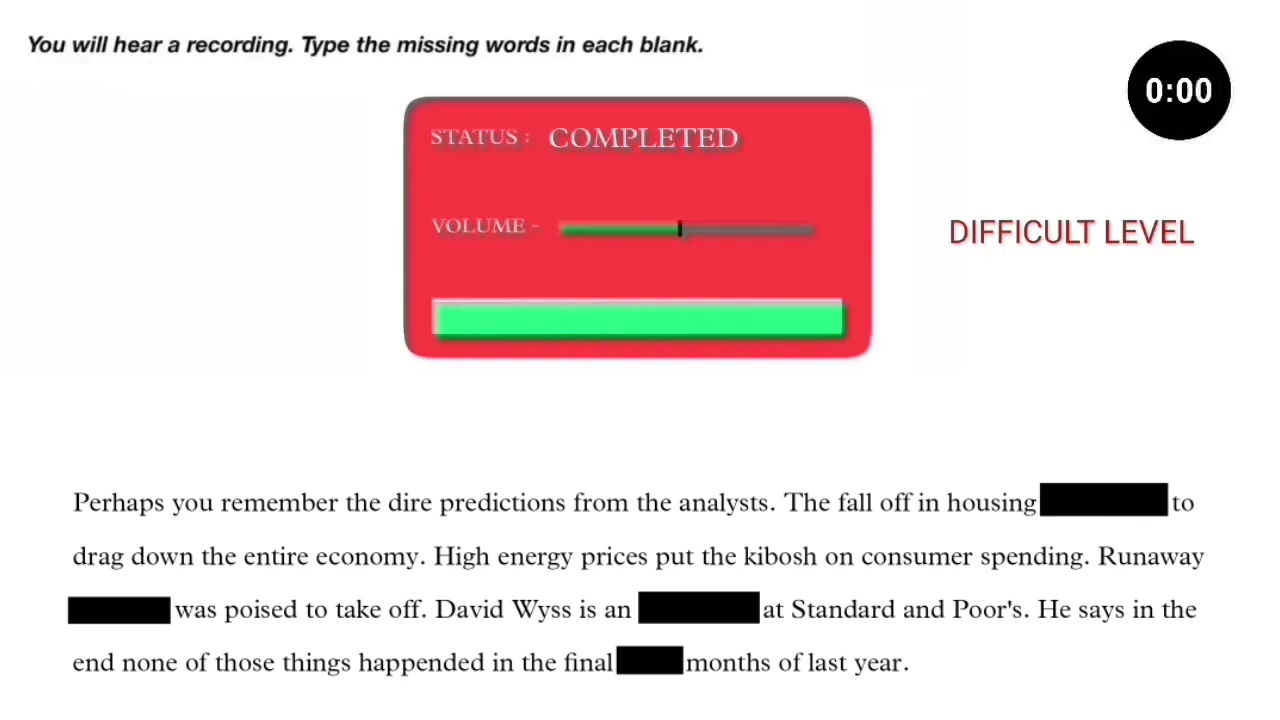 You will hear a recording. Type the missing words in each blank.
0:00
STATUS : COMPLETED
VOLUME -
DIFFICULT LEVEL
Perhaps you remember the dire predictions from the analysts. The fall off in housing to
drag down the entire economy. High energy prices put the kibosh on consumer spending. Runaway
was poised to take off. David Wyss is an at Standard and Poor's. He says in the
end none of those things happended in the final months of last year.